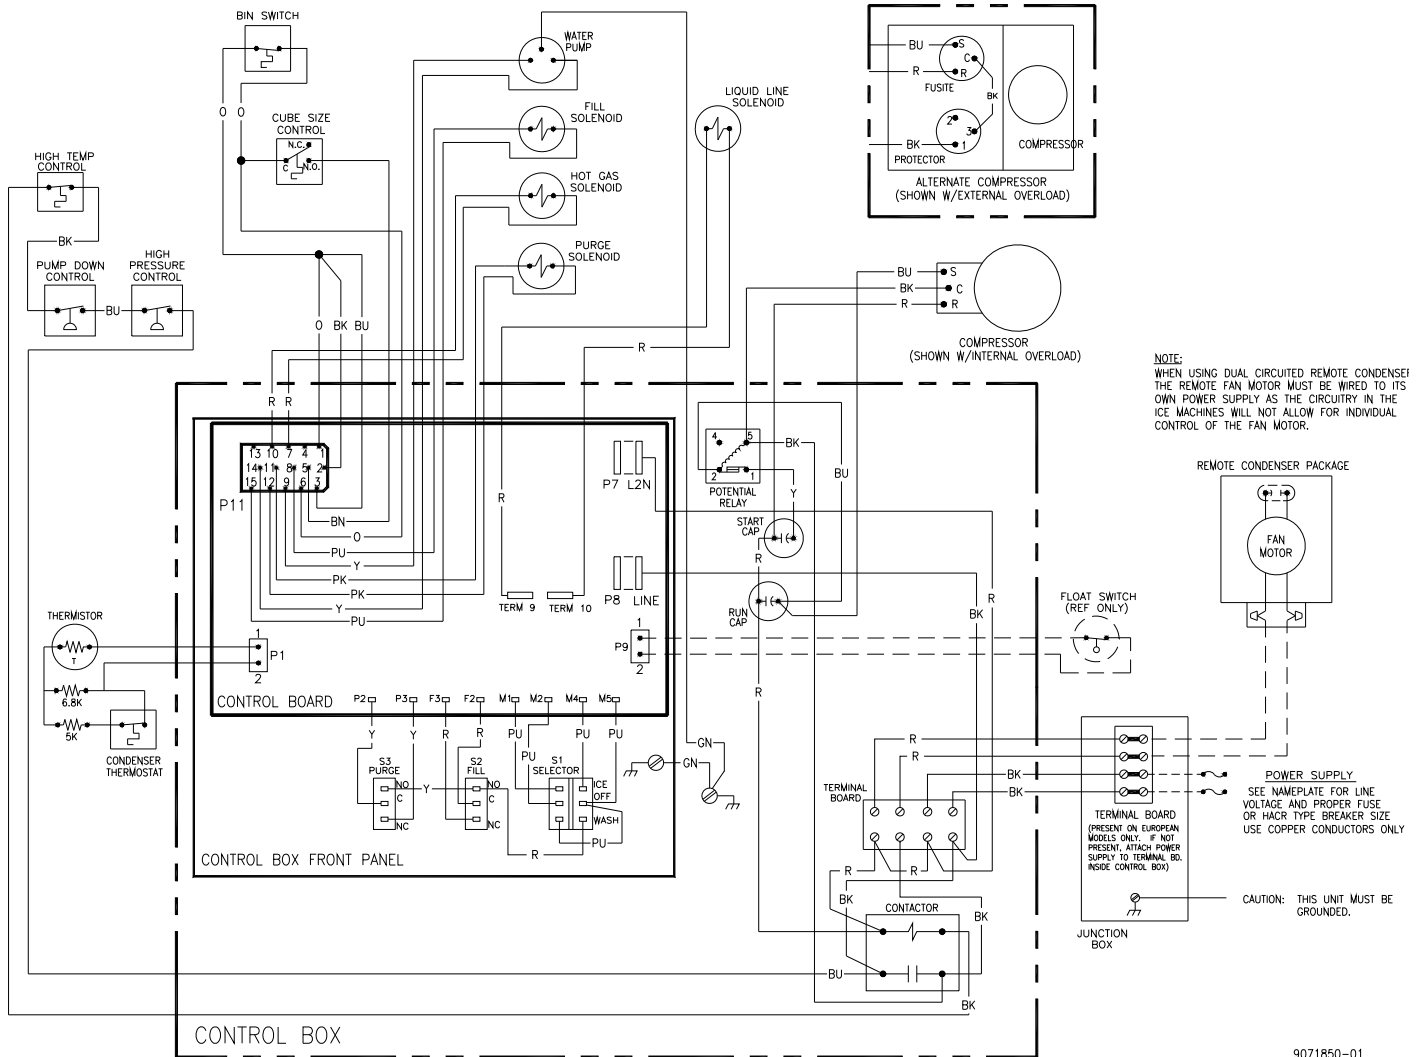 BIN SWITCH
O O
CUBE SIZE
CONTROL
N.C.
C N.O.
HIGH TEMP
CONTROL
BK
PUMP DOWN
CONTROL
HIGH
PRESSURE
CONTROL
BU
O BK BU
WATER
PUMP
FILL
SOLENOID
HOT GAS
SOLENOID
PURGE
SOLENOID
LIQUID LINE
SOLENOID
R
BU S
C
R R
FUSITE
BK
2
3
BK 1
PROTECTOR
COMPRESSOR
ALTERNATE COMPRESSOR
(SHOWN W/EXTERNAL OVERLOAD)
BU S
BK C
R R
COMPRESSOR
(SHOWN W/INTERNAL OVERLOAD)
NOTE:
WHEN USING DUAL CIRCUITED REMOTE CONDENSER
THE REMOTE FAN MOTOR MUST BE WIRED TO ITS
OWN POWER SUPPLY AS THE CIRCUITRY IN THE
ICE MACHINES WILL NOT ALLOW FOR INDIVIDUAL
CONTROL OF THE FAN MOTOR.
REMOTE CONDENSER PACKAGE
FAN
MOTOR
R R
13 10 7 4 1
14 11 8 5 2
15 12 9 6 3
P11
BN
O
PU
Y
PK
PK
Y
PU
R
TERM 9 TERM 10
P7 L2N
P8 LINE
4 5
2 1
BK
POTENTIAL
RELAY
Y
BU
START
CAP
R
RUN
CAP
R
BK
R
FLOAT SWITCH
(REF ONLY)
THERMISTOR
T
6.8K
5K
CONDENSER
THERMOSTAT
1
P1
2
1
P9
2
CONTROL BOARD
P2 P3 F3 F2 M1 M2 M4 M5
Y Y R R PU PU PU PU
S3
PURGE
NO
C
NC
Y
S2
FILL
NO
C
NC
S1
SELECTOR
ICE
OFF
WASH
PU
R
CONTROL BOX FRONT PANEL
GN
GN
TERMINAL
BOARD
R
R
BK
BK
R R
BK
BK
CONTACTOR
BU
BK
TERMINAL BOARD
(PRESENT ON EUROPEAN
MODELS ONLY. IF NOT
PRESENT, ATTACH POWER
SUPPLY TO TERMINAL BD.
INSIDE CONTROL BOX)
JUNCTION
BOX
POWER SUPPLY
SEE NAMEPLATE FOR LINE
VOLTAGE AND PROPER FUSE
OR HACR TYPE BREAKER SIZE
USE COPPER CONDUCTORS ONLY
CAUTION: THIS UNIT MUST BE
GROUNDED.
CONTROL BOX
9071850-01